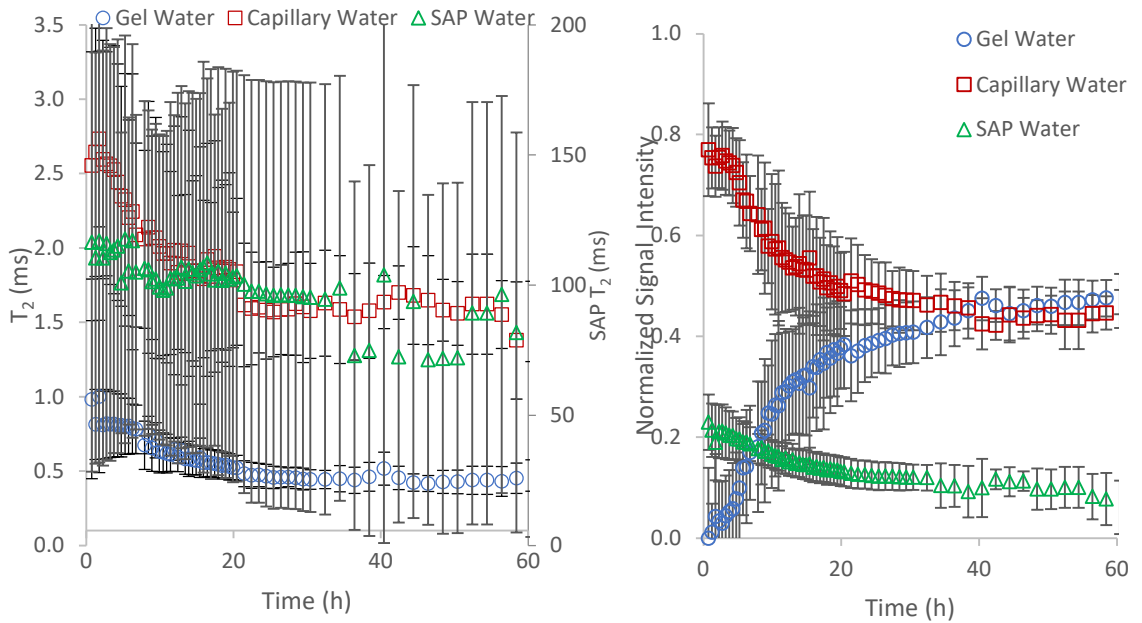 Gel Water Capillary Water SAP Water
3.5
3.0
2.5
2.0
1.5
1.0
0.5
0.0
T2 (ms)
200
150
100
50
0
SAP T2 (ms)
0 20 40 60
Time (h)
Gel Water
Capillary Water
SAP Water
1.0
0.8
0.6
0.4
0.2
0.0
Normalized Signal Intensity
0 20 40 60
Time (h)